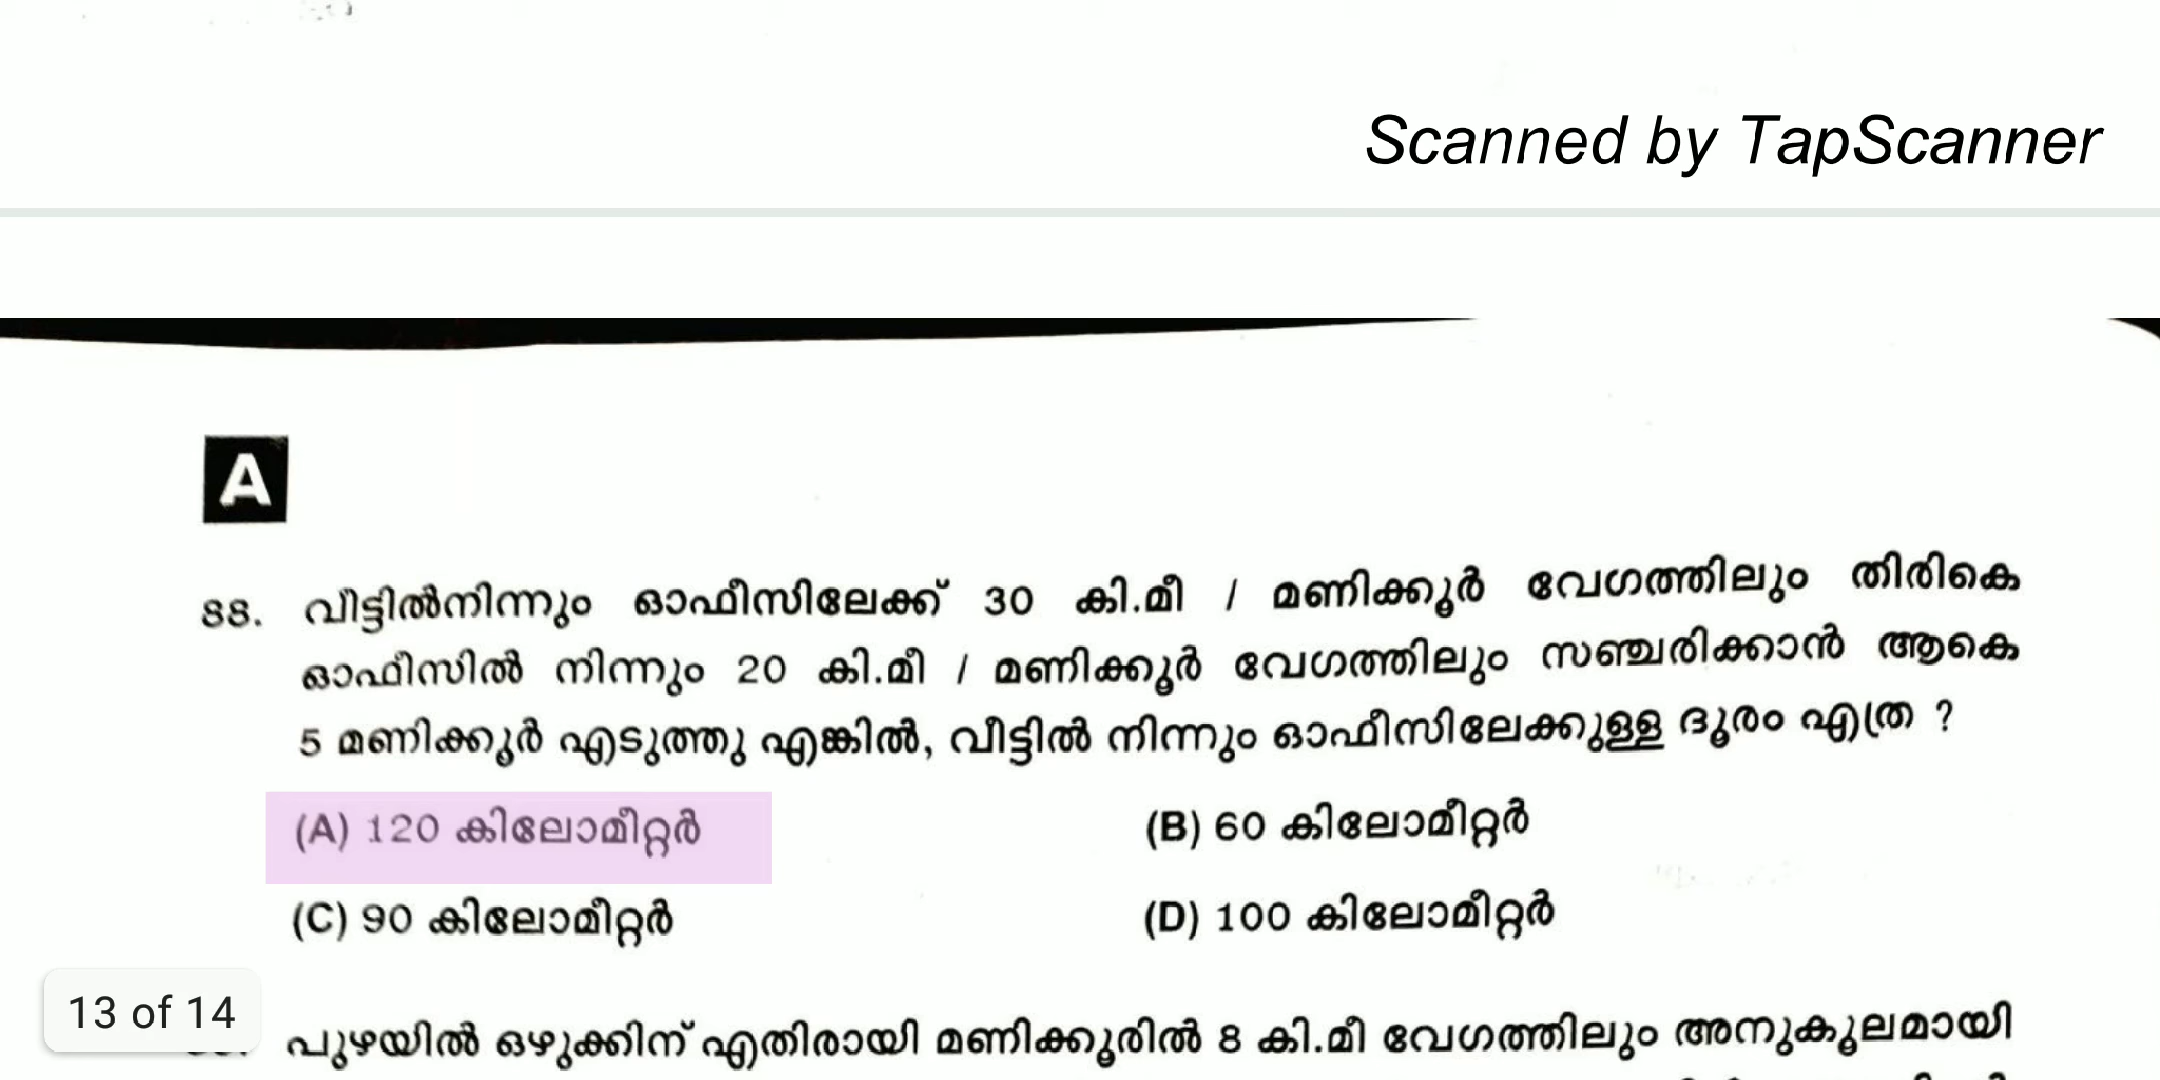 Scanned by TapScanner
A
88. വീട്ടിൽനിന്നും ഓഫീസിലേക്ക് 30 കി.മീ / മണിക്കൂർ വേഗത്തിലും തിരികെ
ഓഫീസിൽ നിന്നും 20 കി.മീ / മണിക്കൂർ വേഗത്തിലും സഞ്ചരിക്കാൻ ആകെ
5 മണിക്കൂർ എടുത്തു എങ്കിൽ, വീട്ടിൽ നിന്നും ഓഫീസിലേക്കുള്ള ദൂരം എത്ര ?
(A) 120 കിലോമീറ്റർ (B) 60 കിലോമീറ്റർ
(C) 90 കിലോമീറ്റർ (D) 100 കിലോമീറ്റർ
13 of 14
പുഴയിൽ ഒഴുക്കിന് എതിരായി മണിക്കൂറിൽ 8 കി.മീ വേഗത്തിലും അനുകൂലമായി